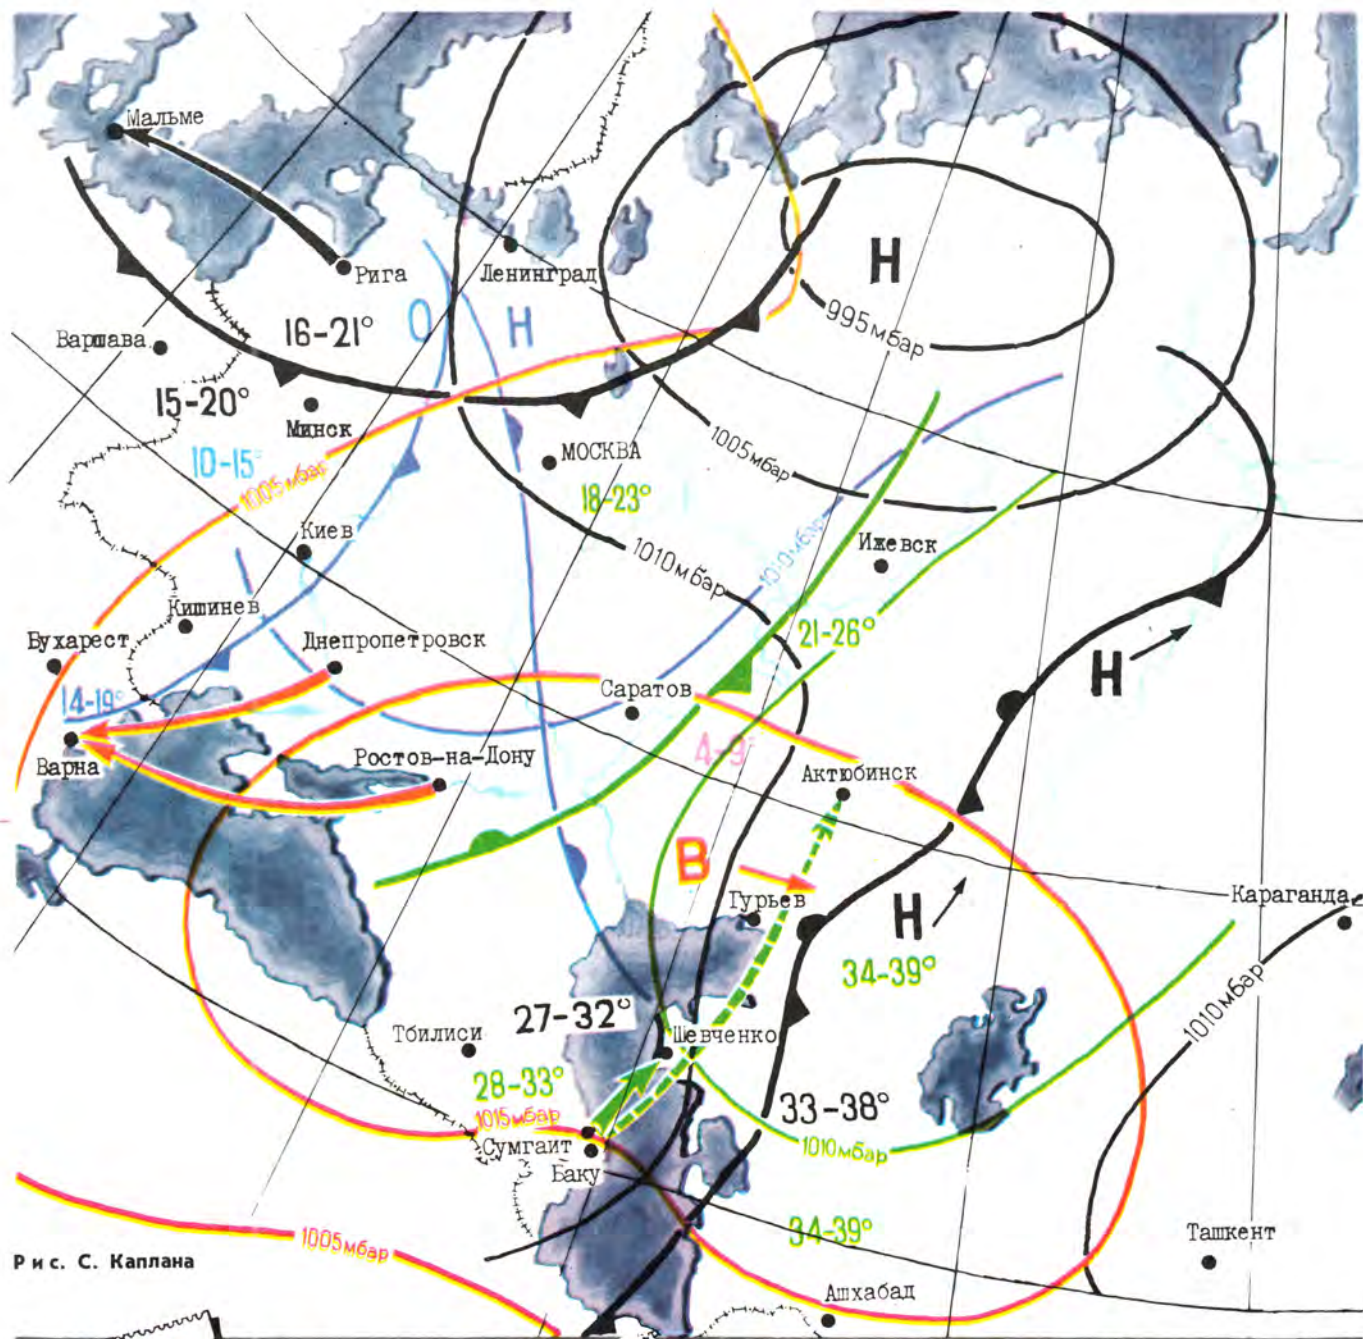 Мальме
Рига
Ленинград
О
Н
Н
995мбар
16-21°
Варшава
15-20°
Минск
10-15°
1005мбар
МОСКВА
18-23°
1005мбар
Киев
1010мбар
1010мбар
Ижевск
Кишинев
Бухарест
Днепропетровск
21-26°
Н
14-19°
Саратов
Варна
Ростов-на-Дону
4-9°
Актюбинск
В
Гурьев
Н
Караганда
34-39°
27-32°
Тбилиси
Шевченко
1010мбар
28-33°
1015мбар
33-38°
Сумгаит
1010мбар
Баку
1005мбар
34-39°
Ташкент
Рис. С. Каплана
Ашхабад